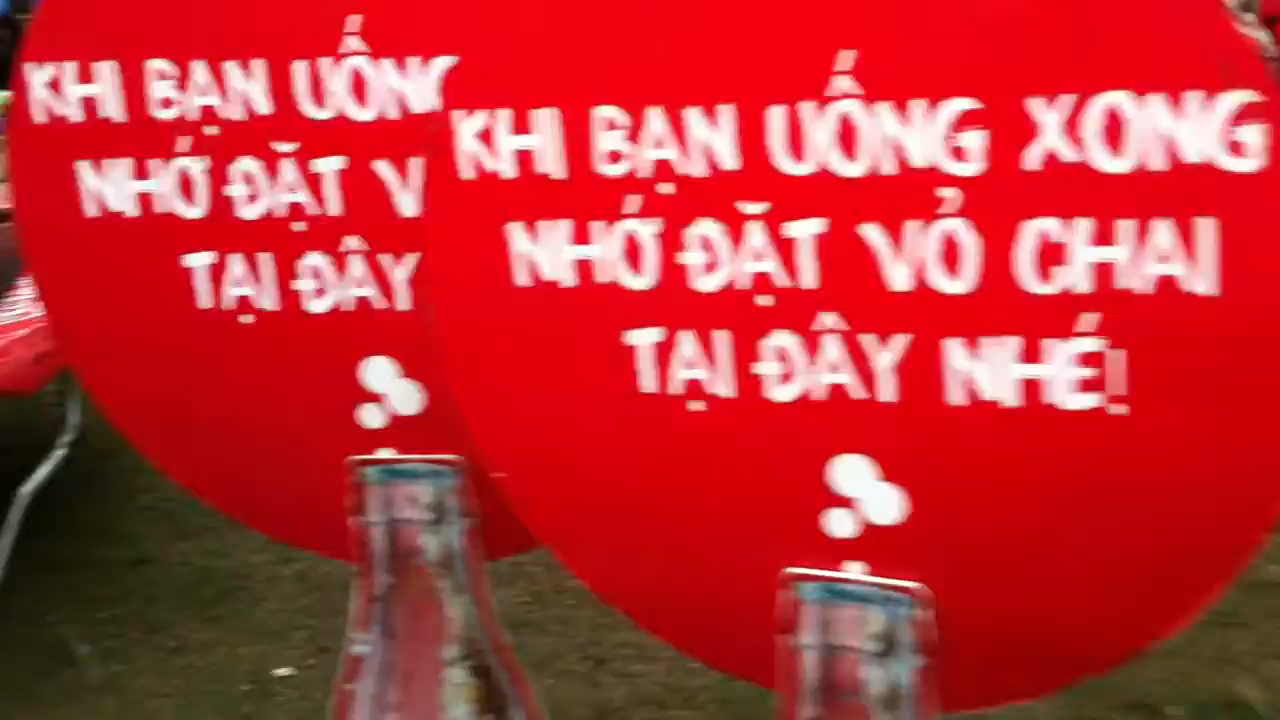 KHI BẠN UỐNG
NHỚ ĐẶT V
TẠI ĐÂY
KHI BẠN UỐNG XONG
NHỚ ĐẶT VỎ CHAI
TẠI ĐÂY NHÉ!